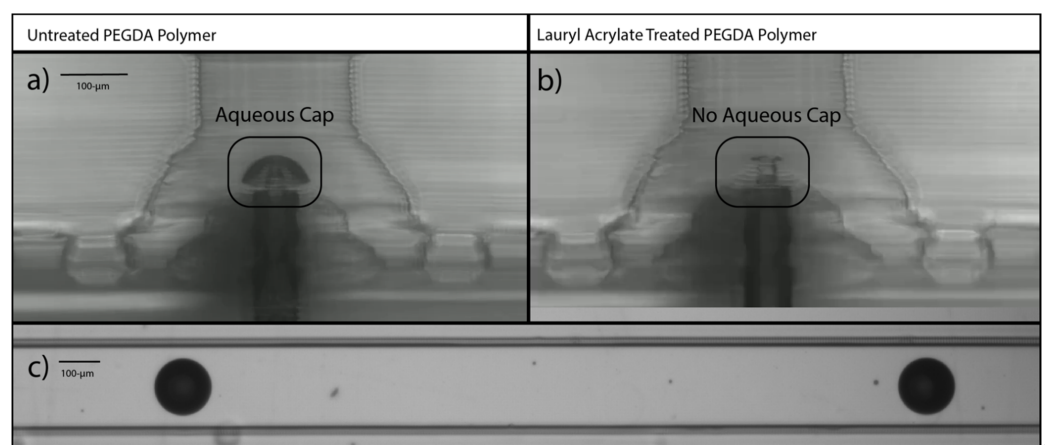 Untreated PEGDA Polymer
Lauryl Acrylate Treated PEGDA Polymer
a)
100-µm
Aqueous Cap
b)
No Aqueous Cap
c)
100-µm